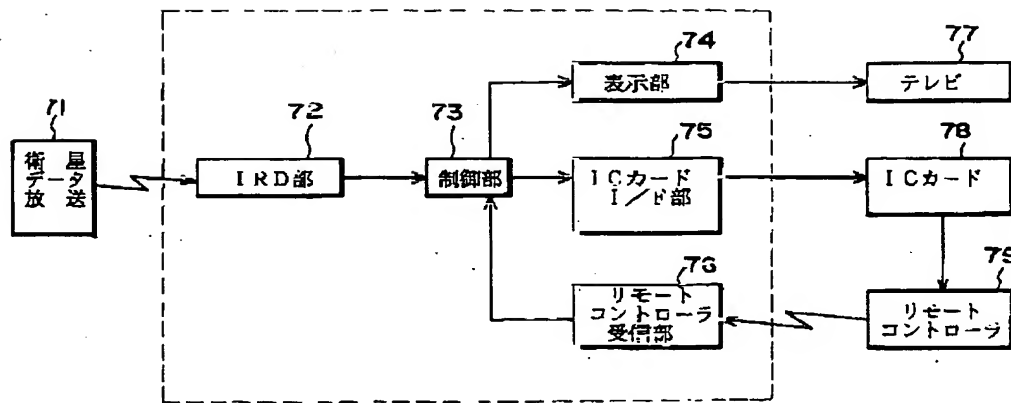 74
77
表示部
テレビ
71
72
73
75
78
衛星
データ
放送
IRD部
制御部
ICカード
I/F部
ICカード
76
79
リモート
コントローラ
受信部
リモート
コントローラ